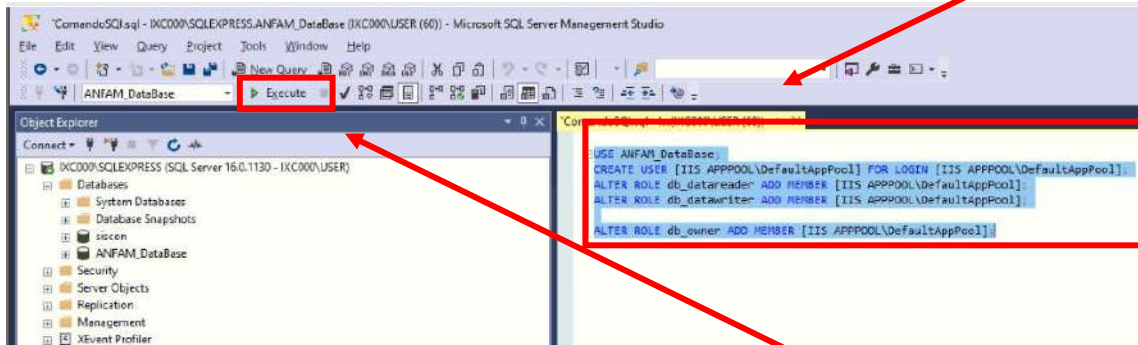 "ComandoSQl.sql - IXC000\SQLEXPRESS.ANFAM_DataBase (IXC000\USER (60)) - Microsoft SQL Server Management Studio
File Edit View Query Project Tools Window Help
New Query
ANFAM_DataBase Execute
Object Explorer
Connect
IXC000\SQLEXPRESS (SQL Server 16.0.1130 - IXC000\USER)
Databases
System Databases
Database Snapshots
siscon
ANFAM_DataBase
Security
Server Objects
Replication
Management
XEvent Profiler
USE ANFAM_DataBase;
CREATE USER [IIS APPPOOL\DefaultAppPool] FOR LOGIN [IIS APPPOOL\DefaultAppPool];
ALTER ROLE db_datareader ADD MEMBER [IIS APPPOOL\DefaultAppPool];
ALTER ROLE db_datawriter ADD MEMBER [IIS APPPOOL\DefaultAppPool];
ALTER ROLE db_owner ADD MEMBER [IIS APPPOOL\DefaultAppPool];